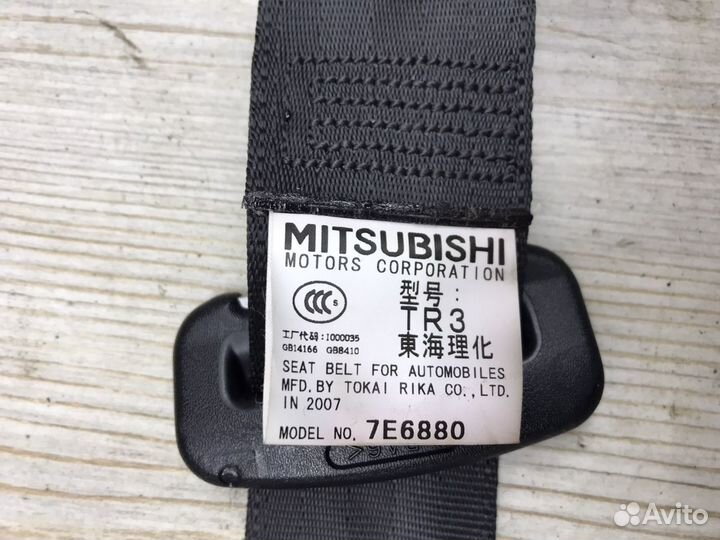 MITSUBISHI
MOTORS CORPORATION
CCC S
型号:
TR3
工厂代码:1000035
GB14166 GB8410
東海理化
SEAT BELT FOR AUTOMOBILES
MFD.BY TOKAI RIKA CO.,LTD.
IN 2007
MODEL NO. 7E6880
Avito